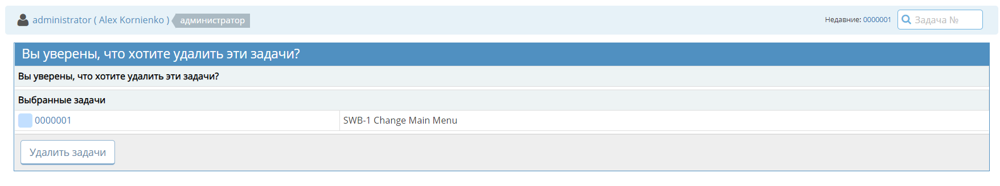 administrator ( Alex Kornienko ) администратор
Недавние: 0000001 Задача №
Вы уверены, что хотите удалить эти задачи?
Вы уверены, что хотите удалить эти задачи?
Выбранные задачи
0000001 SWB-1 Change Main Menu
Удалить задачи